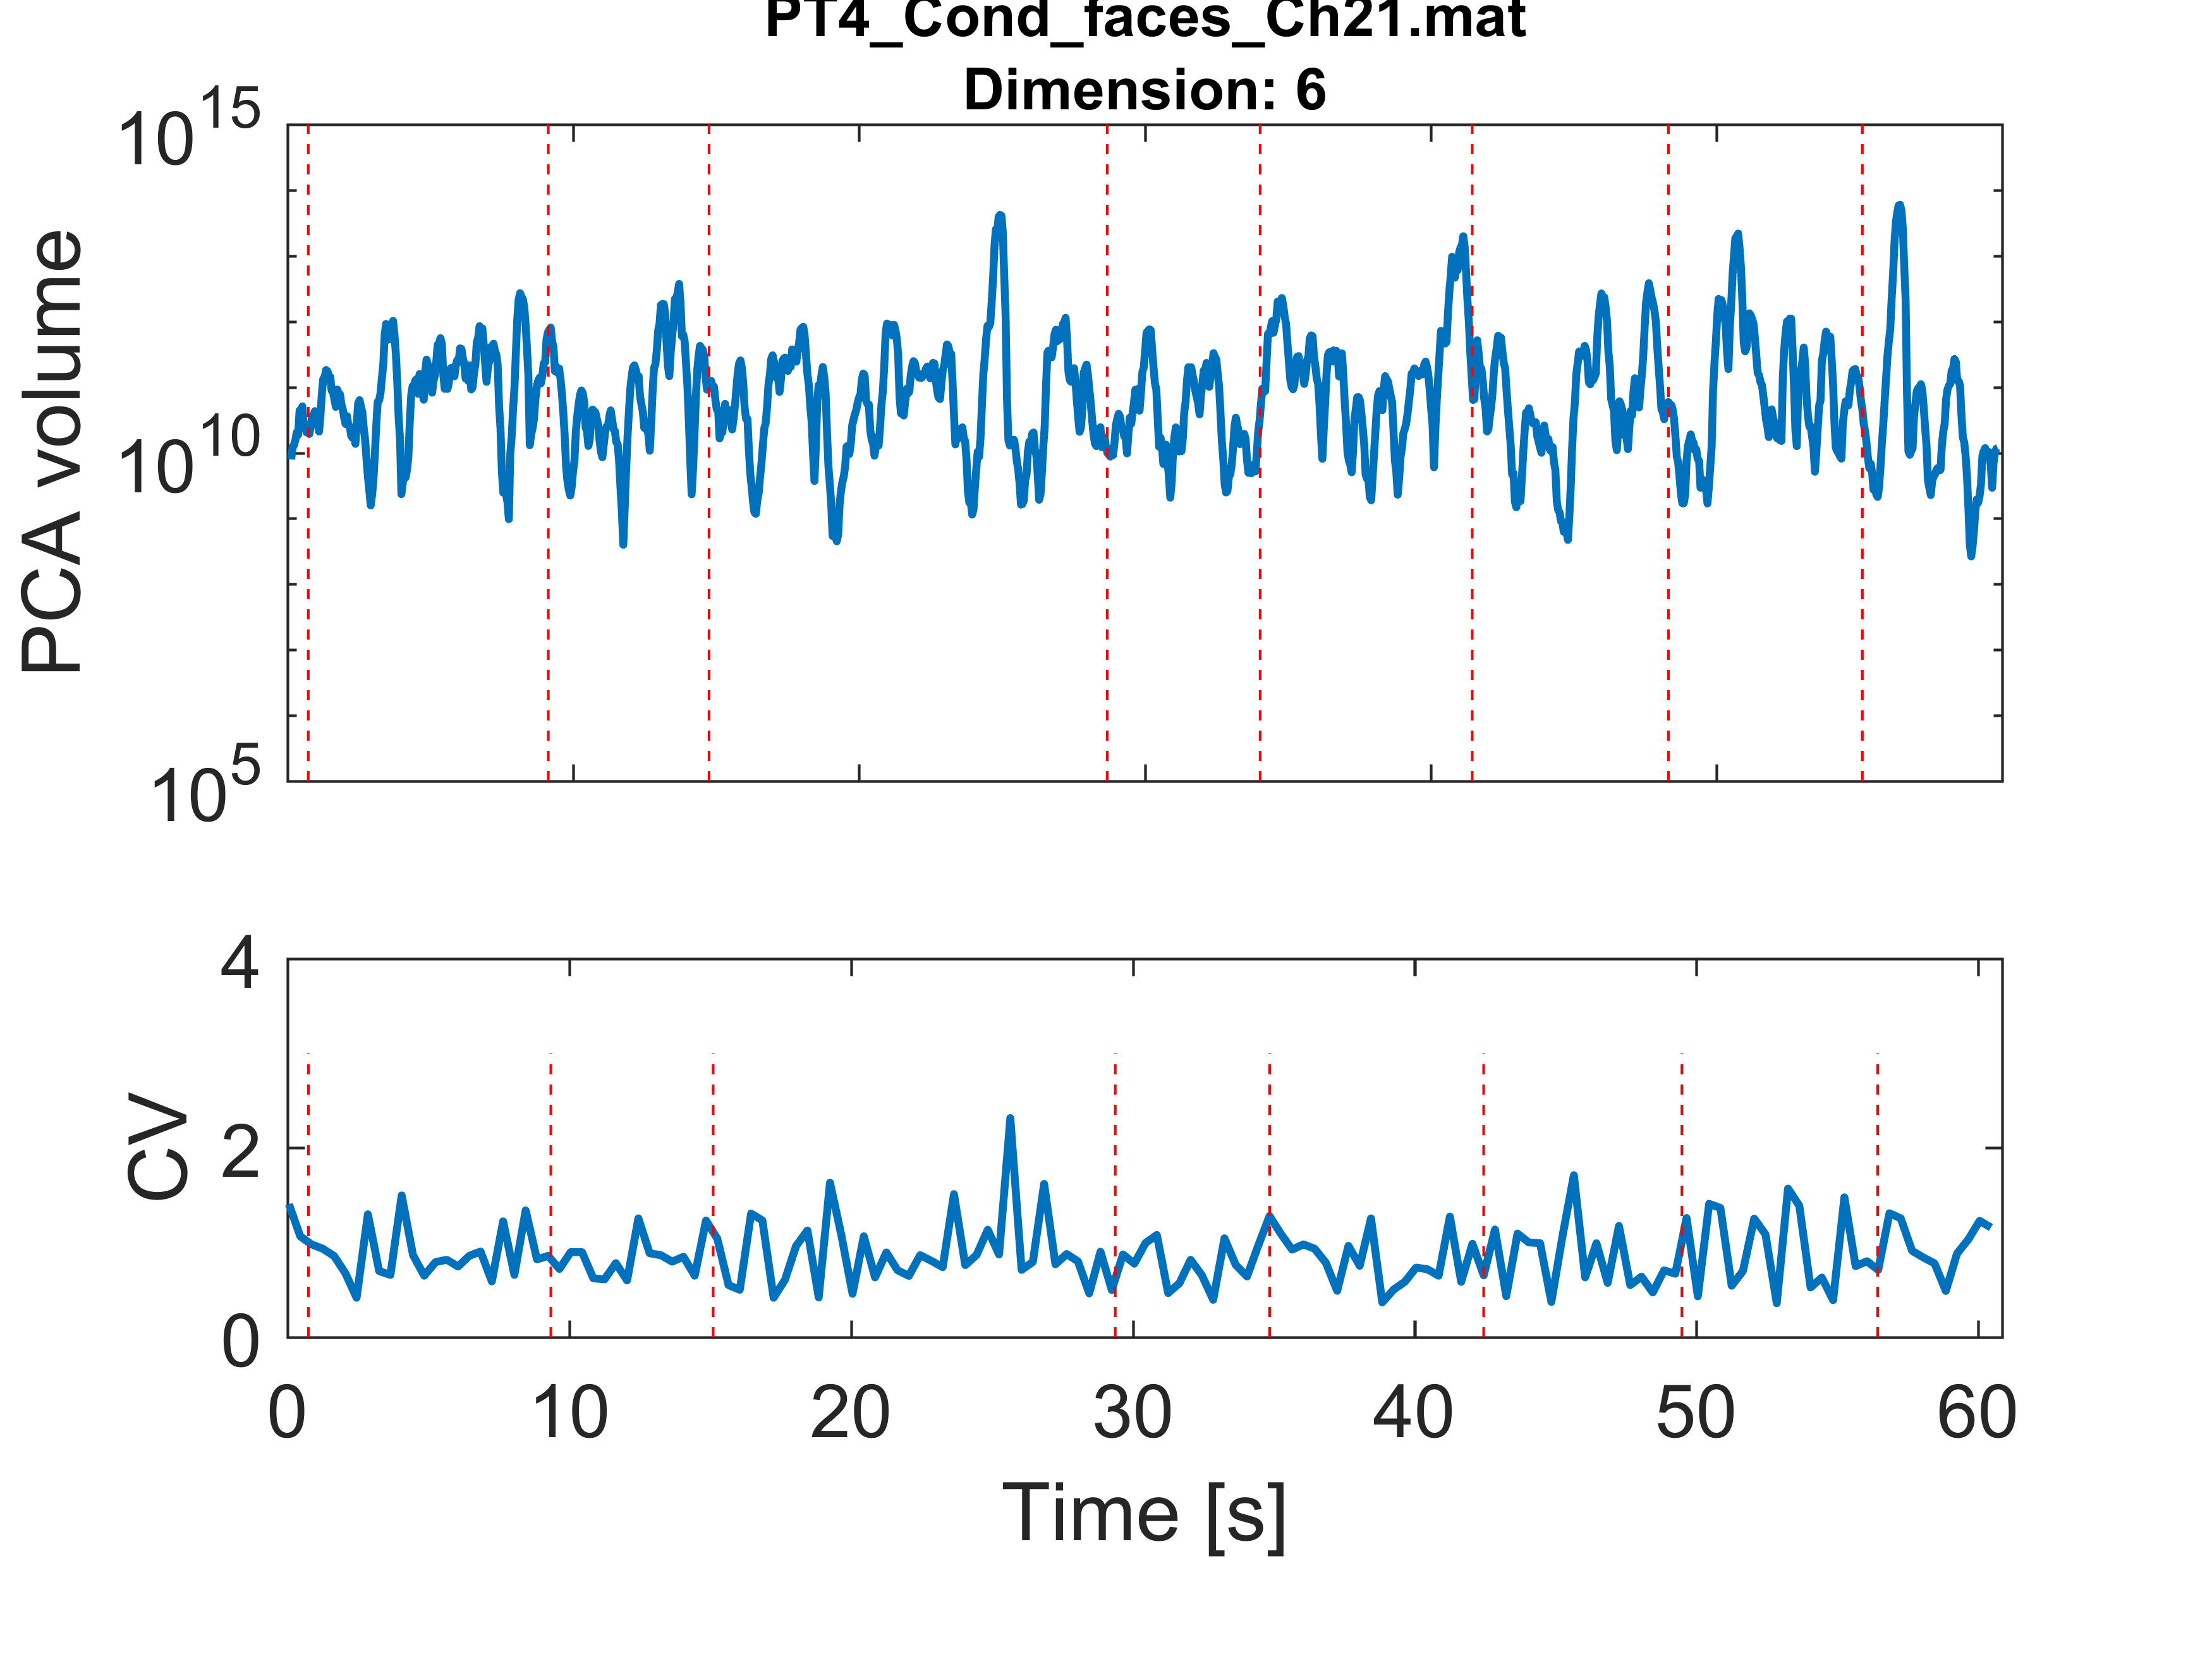 PT4_Cond_faces_Ch21.mat
Dimension: 6
10^15
10^10
10^5
PCA volume
4
2
0
CV
0 10 20 30 40 50 60
Time [s]